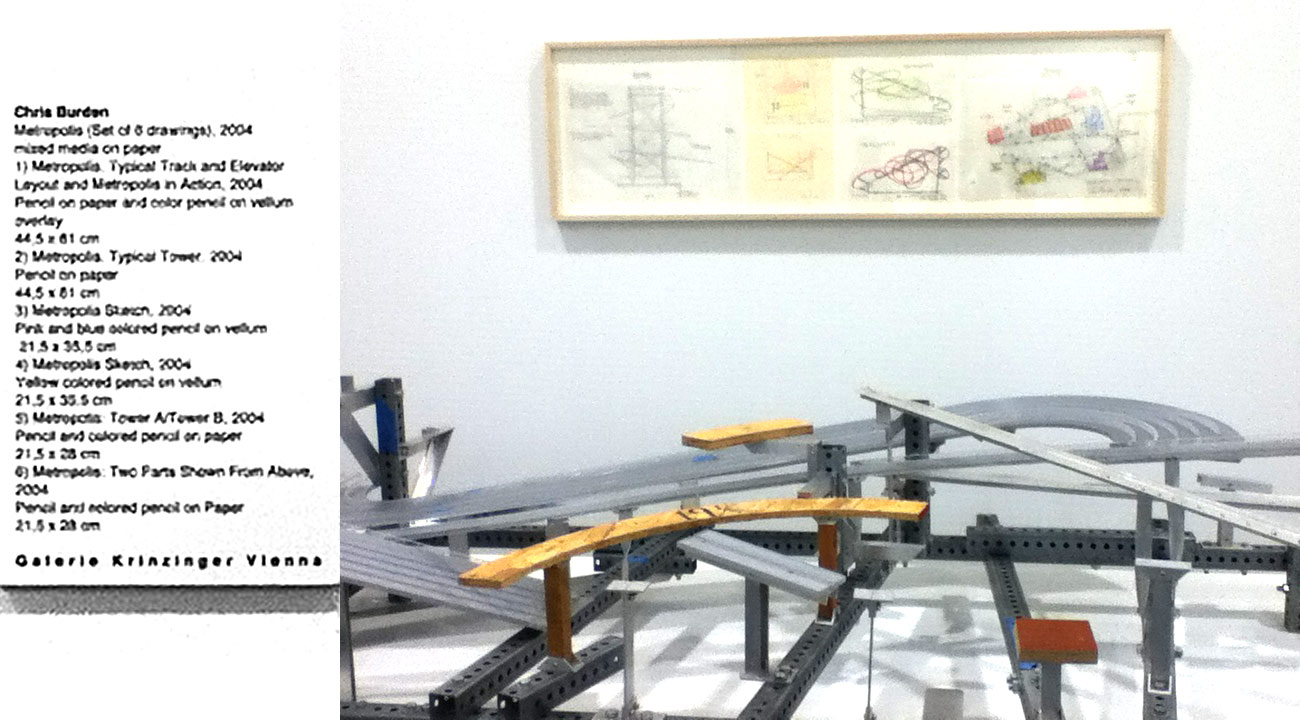 Chris Burden
Metropolis (Set of 6 drawings), 2004
mixed media on paper
1) Metropolis. Typical Track and Elevator
Layout and Metropolis in Action, 2004
Pencil on paper and color pencil on vellum
overlay
44,5 x 61 cm
2) Metropolis. Typical Tower. 2004
Pencil on paper
44,5 x 61 cm
3) Metropolis Sketch, 2004
Pink and blue colored pencil on vellum
21,5 x 35,5 cm
4) Metropolis Sketch, 2004
Yellow colored pencil on vellum
21,5 x 35.5 cm
5) Metropolis: Tower A/Tower B, 2004
Pencil and colored pencil on paper
21,5 x 28 cm
6) Metropolis: Two Parts Shown From Above,
2004
Pencil and colored pencil on Paper
21,5 x 28 cm
Galerie Krinzinger Vienna